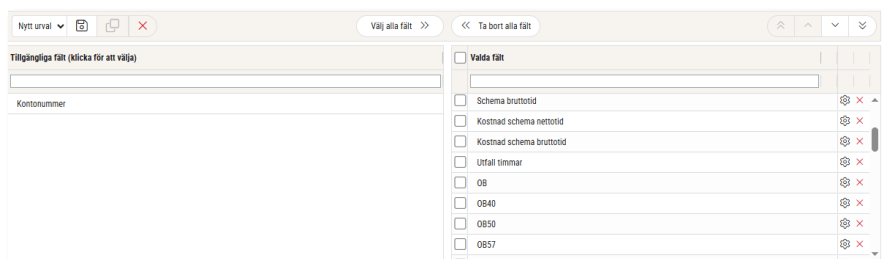 Nytt urval
Välj alla fält
Ta bort alla fält
Tillgängliga fält (klicka för att välja)
Kontonummer
Valda fält
Schema bruttotid
Kostnad schema nettotid
Kostnad schema bruttotid
Utfall timmar
OB
OB40
OB50
OB57